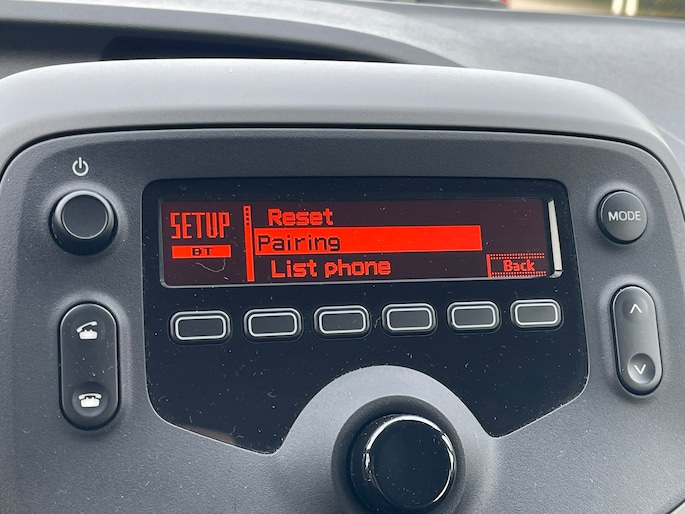 SETUP
BT
Reset
Pairing
List phone
Back
MODE